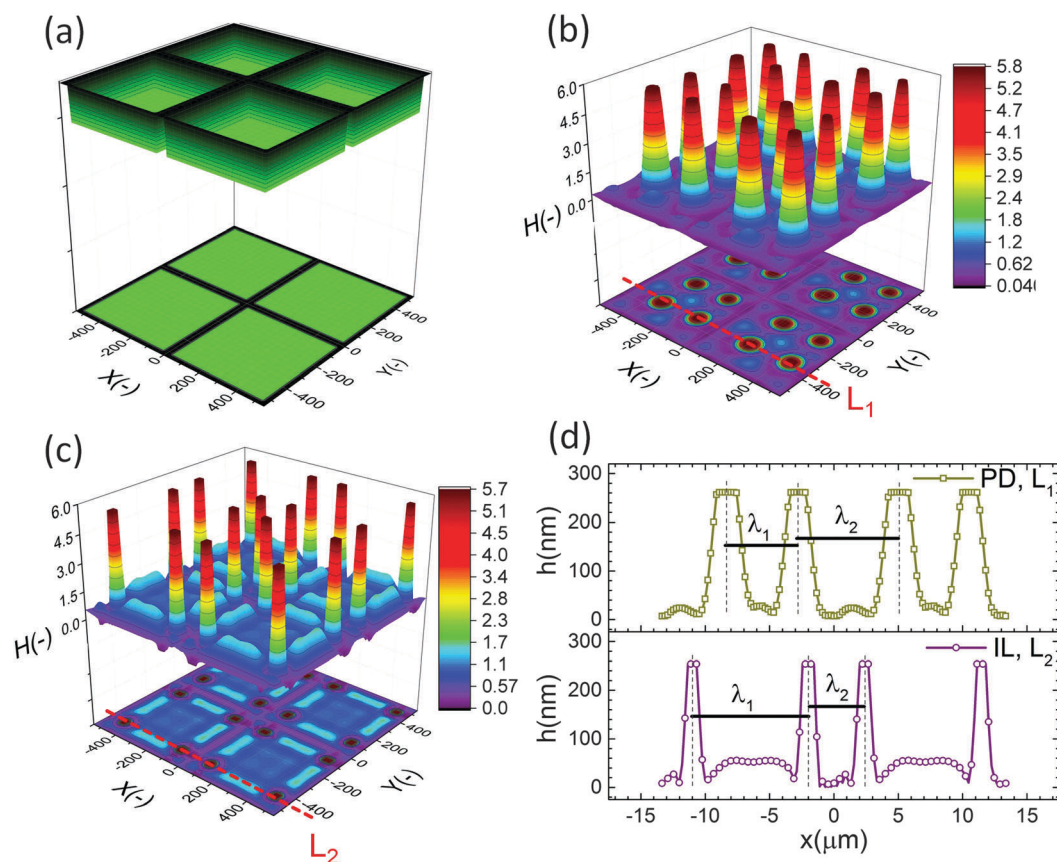 (a)
-400
-200
0
200
400
X(-)
-400
-200
0
200
400
Y(-)
(b)
6.0
4.5
3.0
1.5
0.0
H(-)
-400
-200
0
200
400
X(-)
-400
-200
0
200
400
Y(-)
L1
5.8
5.2
4.7
4.1
3.5
2.9
2.4
1.8
1.2
0.62
0.04
(c)
6.0
4.5
3.0
1.5
0.0
H(-)
-400
-200
0
200
400
X(-)
-400
-200
0
200
400
Y(-)
L2
5.7
5.1
4.6
4.0
3.4
2.8
2.3
1.7
1.1
0.57
0.0
(d)
300
200
100
0
h(nm)
PD, L1
λ1
λ2
300
200
100
0
h(nm)
IL, L2
λ1
λ2
-15 -10 -5 0 5 10 15
x(μm)